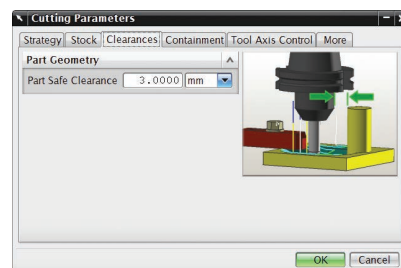 Cutting Parameters
Strategy Stock Clearances Containment Tool Axis Control More
Part Geometry
Part Safe Clearance 3.0000 mm
OK Cancel